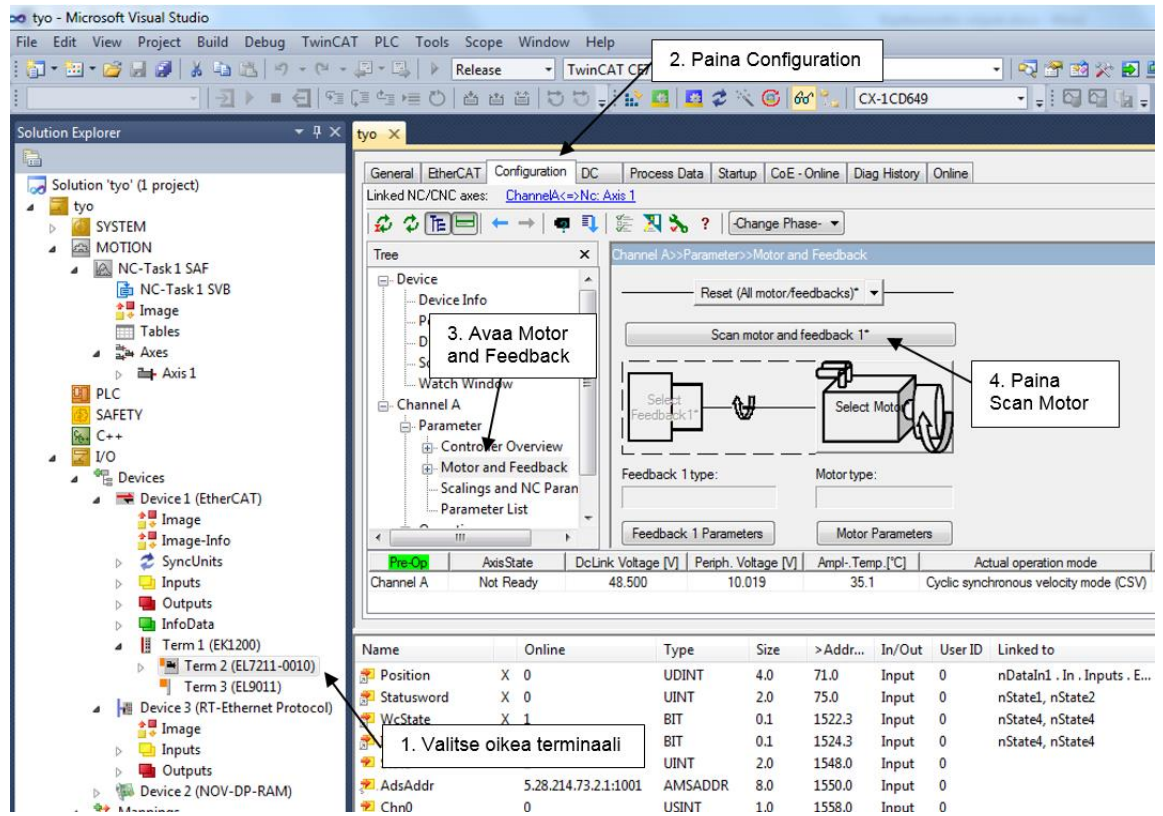 tyo - Microsoft Visual Studio
File Edit View Project Build Debug TwinCAT PLC Tools Scope Window Help
Release TwinCAT CE7
CX-1CD649
2. Paina Configuration
Solution Explorer
Solution 'tyo' (1 project)
tyo
SYSTEM
MOTION
NC-Task 1 SAF
NC-Task 1 SVB
Image
Tables
Axes
Axis 1
PLC
SAFETY
C++
I/O
Devices
Device 1 (EtherCAT)
Image
Image-Info
SyncUnits
Inputs
Outputs
InfoData
Term 1 (EK1200)
Term 2 (EL7211-0010)
Term 3 (EL9011)
Device 3 (RT-Ethernet Protocol)
Image
Inputs
Outputs
Device 2 (NOV-DP-RAM)
Mappings
tyo
General EtherCAT Configuration DC Process Data Startup CoE - Online Diag History Online
Linked NC/CNC axes: ChannelA<=>Nc: Axis 1
-Change Phase-
Tree
Device
Device Info
Watch Window
Channel A
Parameter
Controller Overview
Motor and Feedback
Scalings and NC Paran
Parameter List
3. Avaa Motor
and Feedback
Channel A>>Parameter>>Motor and Feedback
Reset (All motor/feedbacks)*
Scan motor and feedback 1*
Select
Feedback 1*
Select Motor
4. Paina
Scan Motor
Feedback 1 type: Motor type:
Feedback 1 Parameters Motor Parameters
Pre-Op AxisState DcLink Voltage [V] Periph. Voltage [V] Ampl-.Temp.[°C] Actual operation mode
Channel A Not Ready 48.500 10.019 35.1 Cyclic synchronous velocity mode (CSV)
Name Online Type Size >Addr... In/Out User ID Linked to
Position X 0 UDINT 4.0 71.0 Input 0 nDataIn1 . In . Inputs . E...
Statusword X 0 UINT 2.0 75.0 Input 0 nState1, nState2
WcState X 1 BIT 0.1 1522.3 Input 0 nState4, nState4
BIT 0.1 1524.3 Input 0 nState4, nState4
UINT 2.0 1548.0 Input 0
AdsAddr 5.28.214.73.2.1:1001 AMSADDR 8.0 1550.0 Input 0
Chn0 0 USINT 1.0 1558.0 Input 0
1. Valitse oikea terminaali